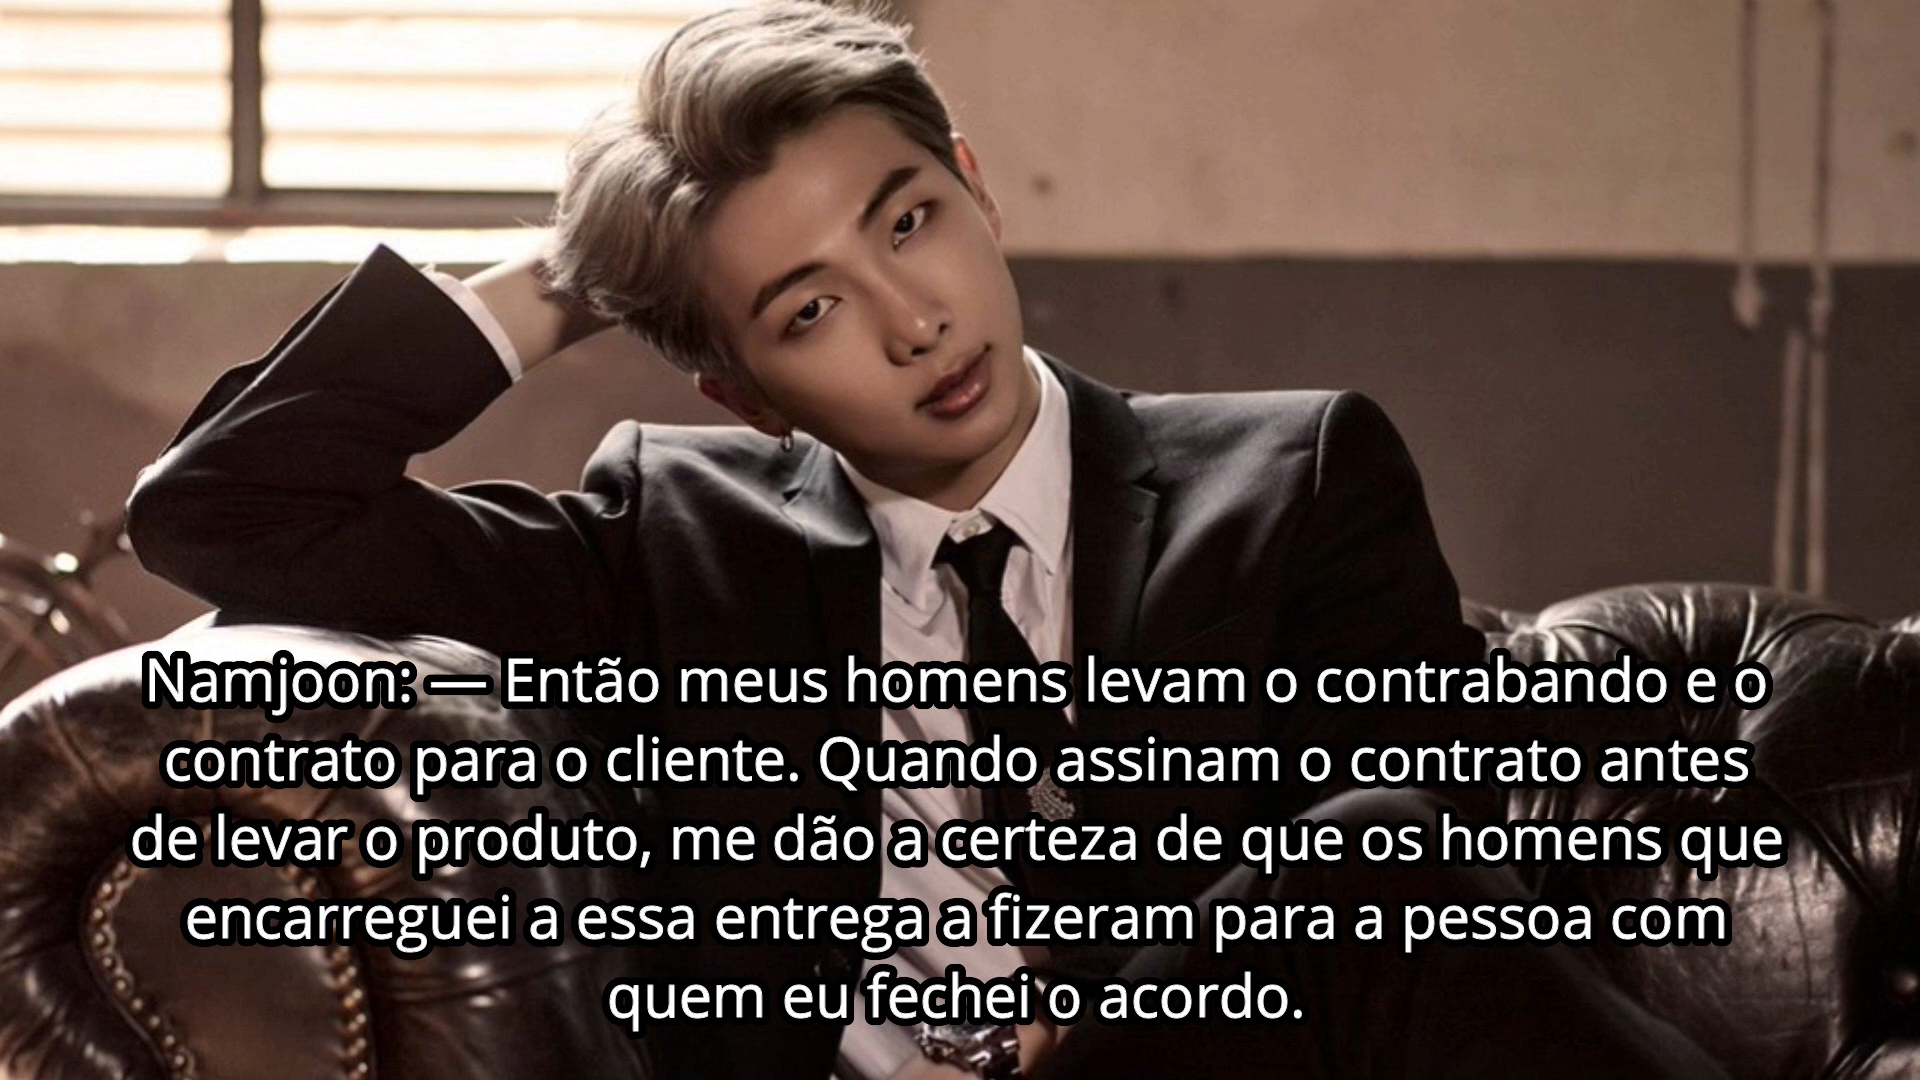 Namjoon: — Então meus homens levam o contrabando e o
contrato para o cliente. Quando assinam o contrato antes
de levar o produto, me dão a certeza de que os homens que
encarreguei a essa entrega a fizeram para a pessoa com
quem eu fechei o acordo.